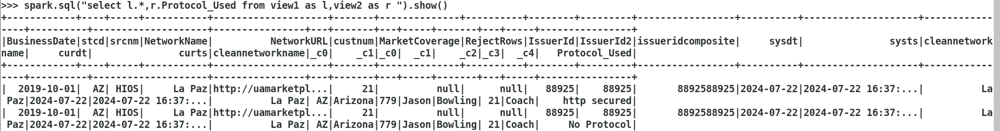 >>> spark.sql("select l.*,r.Protocol_Used from view1 as l,view2 as r ").show()
+------------+----+-----+-----------+--------------------+-------+--------------+----------+--------+---------+-----------------+----------+--------------------+------------
----+----------+--------------------+----------------+---+-------+---+-----+-------+---+-----+----------------+
|BusinessDate|stcd|srcnm|NetworkName|          NetworkURL|custnum|MarketCoverage|RejectRows|IssuerId|IssuerId2|issueridcomposite|     sysdt|               systs|cleannetwork
name|     curdt|               curts|cleannetworkname|_c0|    _c1|_c0|  _c1|    _c2|_c3|  _c4|   Protocol_Used|
+------------+----+-----+-----------+--------------------+-------+--------------+----------+--------+---------+-----------------+----------+--------------------+------------
----+----------+--------------------+----------------+---+-------+---+-----+-------+---+-----+----------------+
|  2019-10-01|  AZ| HIOS|     La Paz|http://uamarketpl...|     21|          null|      null|   88925|    88925|       8892588925|2024-07-22|2024-07-22 16:37:...|          La
 Paz|2024-07-22|2024-07-22 16:37:...|          La Paz| AZ|Arizona|779|Jason|Bowling| 21|Coach|    http secured|
|  2019-10-01|  AZ| HIOS|     La Paz|http://uamarketpl...|     21|          null|      null|   88925|    88925|       8892588925|2024-07-22|2024-07-22 16:37:...|          La
 Paz|2024-07-22|2024-07-22 16:37:...|          La Paz| AZ|Arizona|779|Jason|Bowling| 21|Coach|     No Protocol|